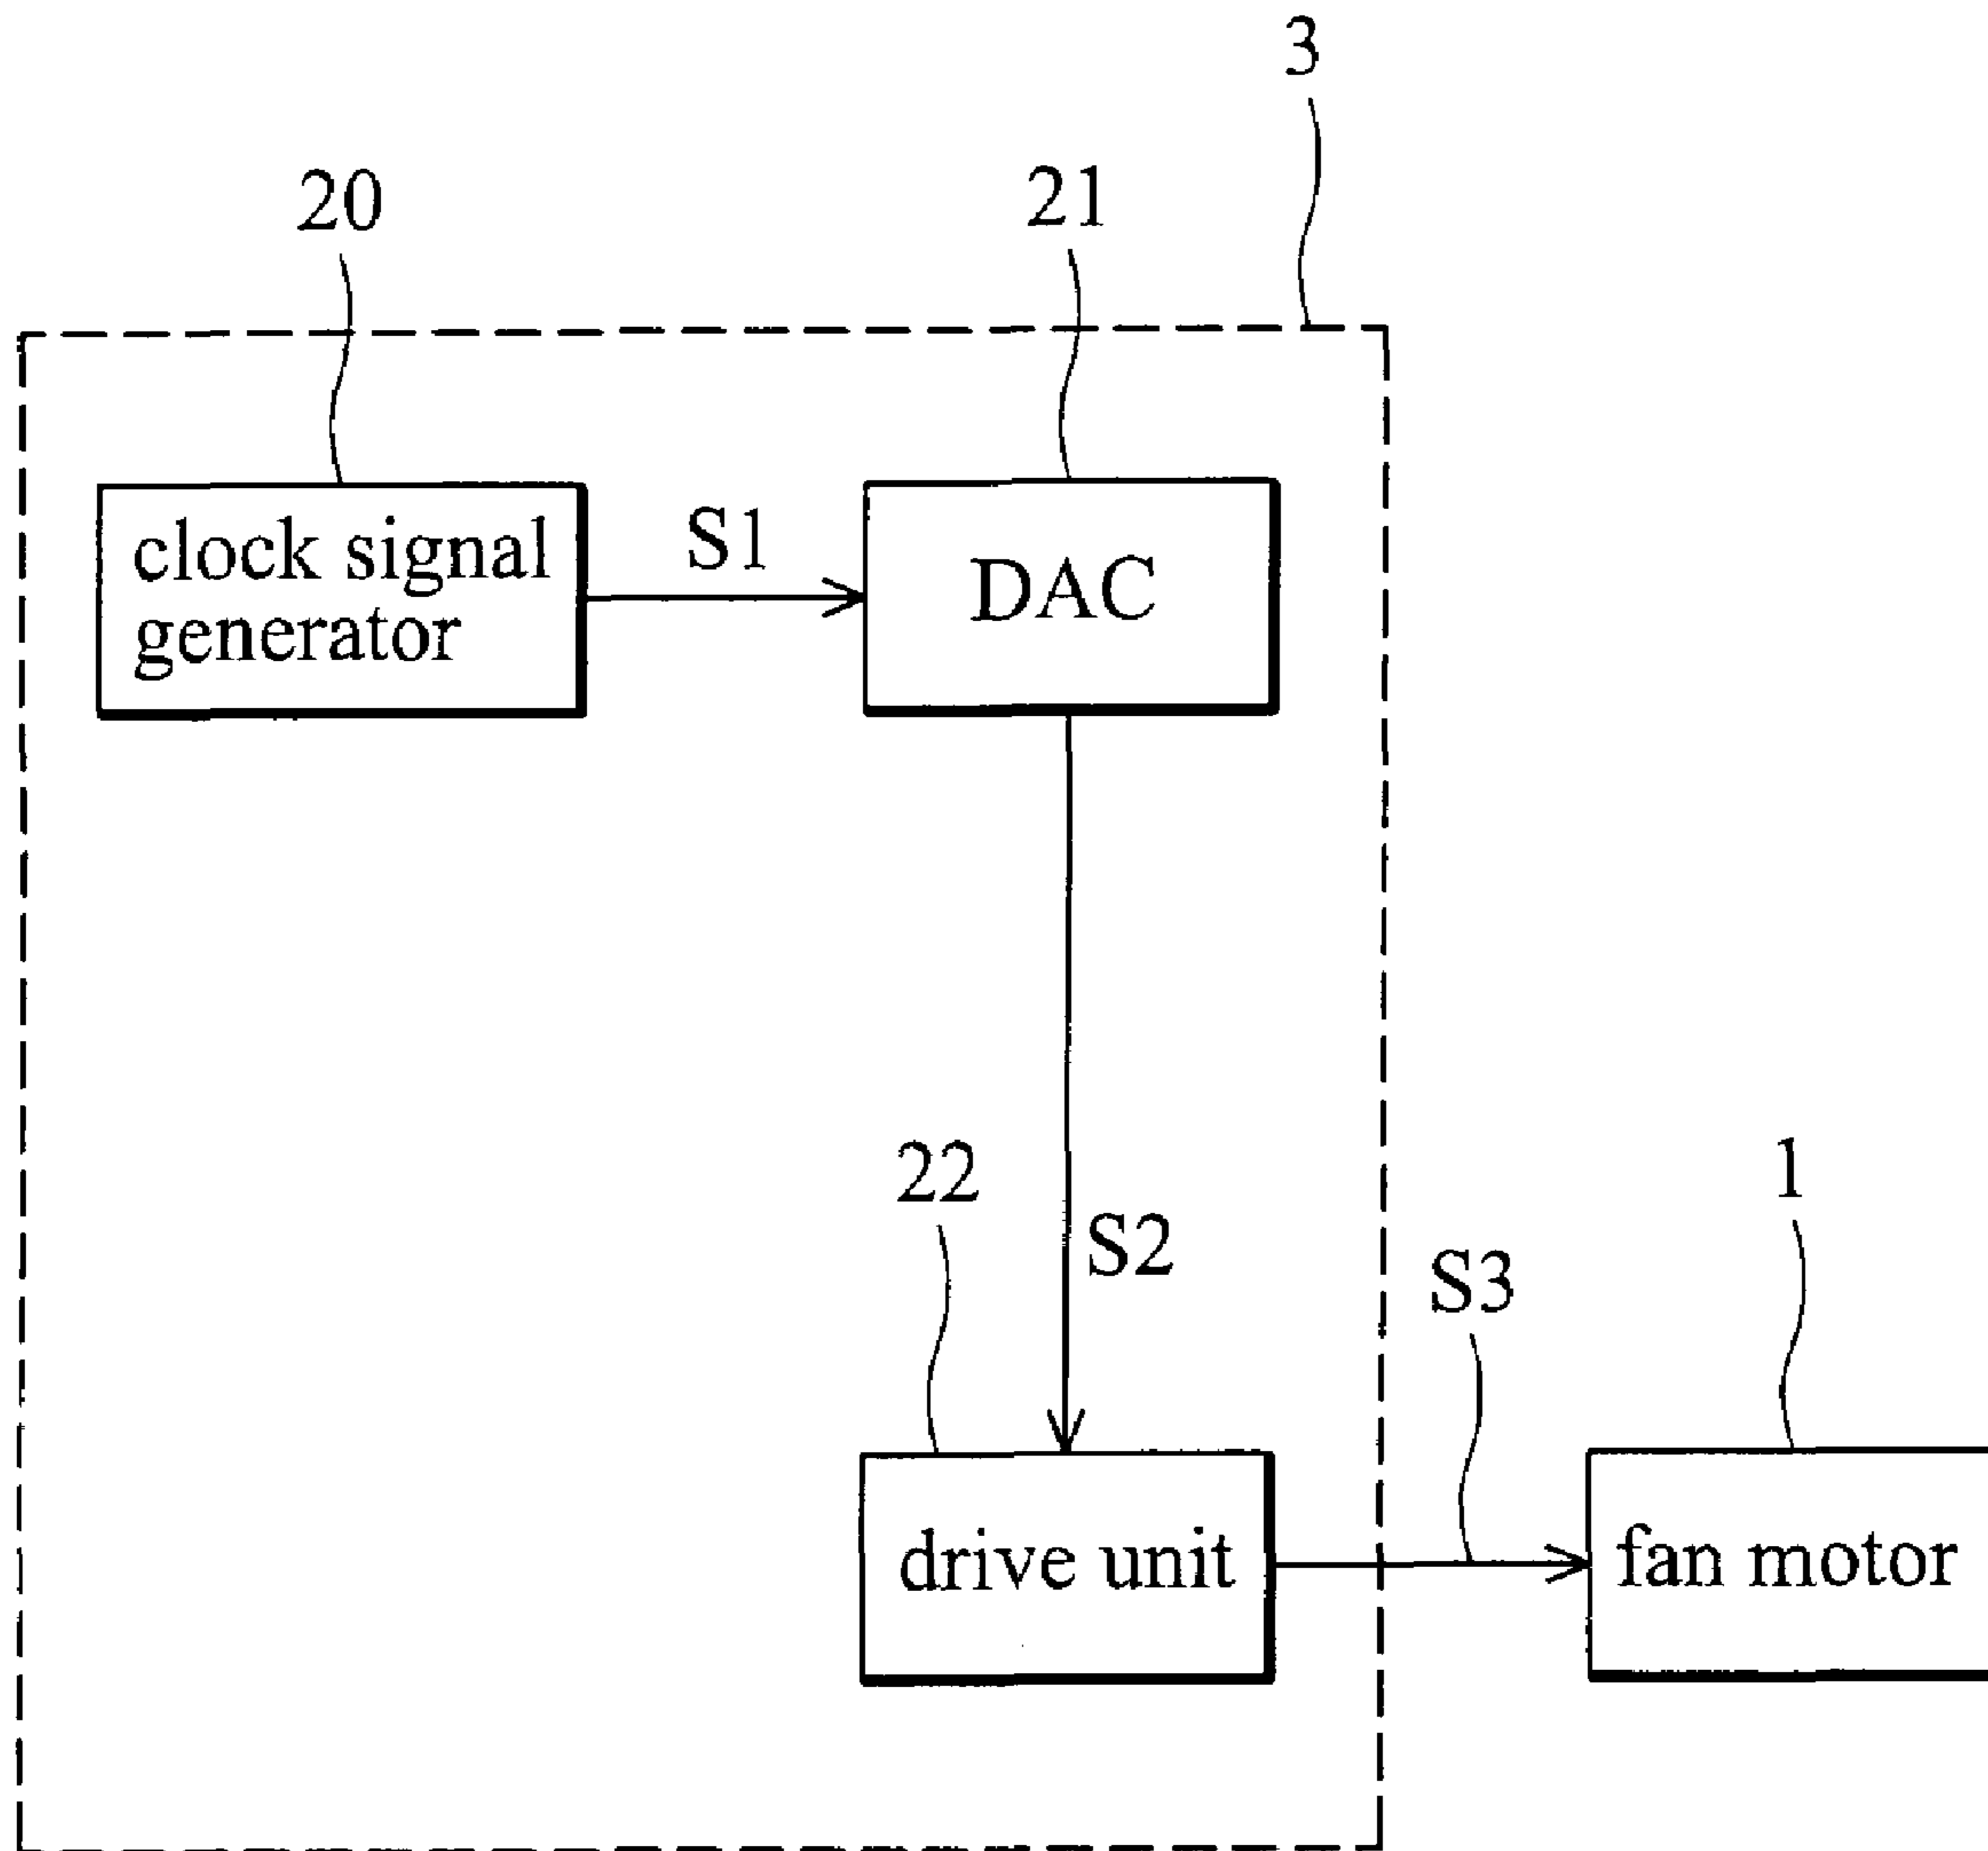 3
20
21
clock signal
generator
S1
DAC
22
S2
1
S3
drive unit
fan motor